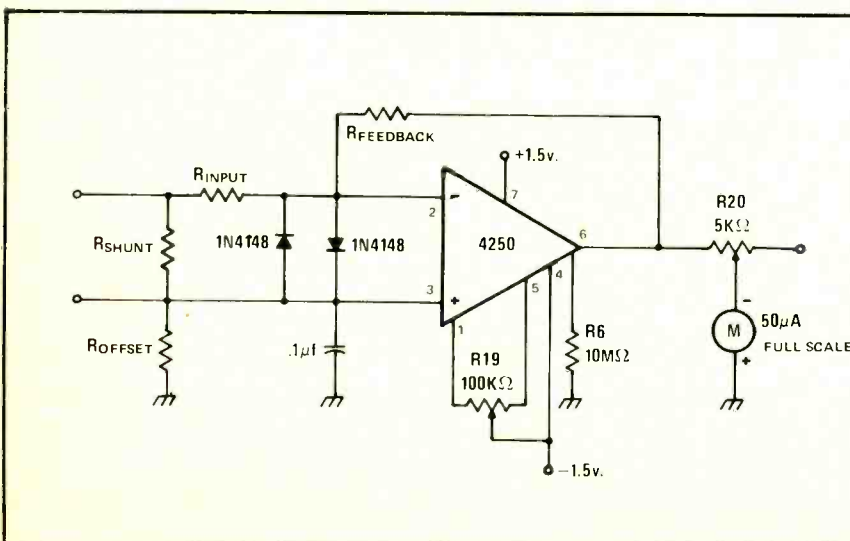 RFEEDBACK
+1.5v.
RINPUT
7
R20
5KΩ
2
−
6
RSHUNT
1N4148
1N4148
4250
4
3
+
5
−
1
M
50μA
FULL SCALE
+
ROFFSET
.1μf
R19
100KΩ
R6
10MΩ
−1.5v.